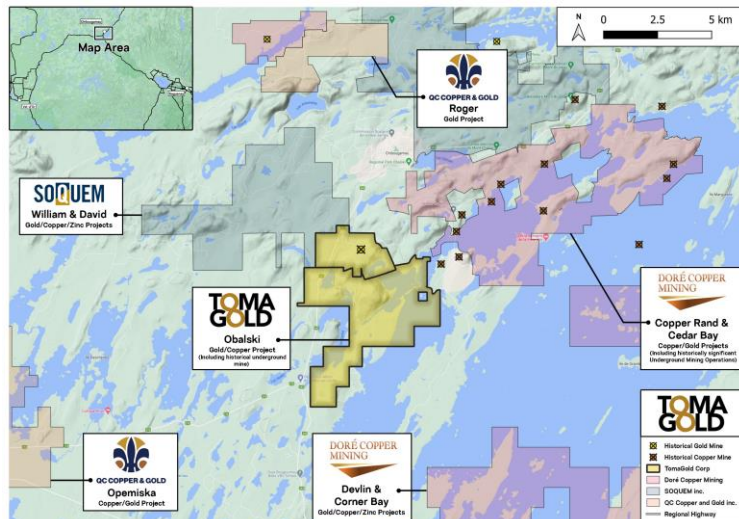 Map Area
0 2.5 5 km
N
QC COPPER & GOLD
Roger
Gold Project
SOQUEM
William & David
Gold/Copper/Zinc Projects
TOMA
GOLD
Obalski
Gold/Copper Project
(Including historical underground
mine)
DORÉ COPPER
MINING
Copper Rand &
Cedar Bay
Copper/Gold Projects
(Including historically significant
Underground Mining Operations)
QC COPPER & GOLD
Opemiska
Copper/Gold Project
DORÉ COPPER
MINING
Devlin &
Corner Bay
Gold/Copper/Zinc Projects
TOMA
GOLD
Historical Gold Mine
Historical Copper Mine
TomaGold Corp
Doré Copper Mining
SOQUEM inc.
QC Copper and Gold inc.
Regional Highway